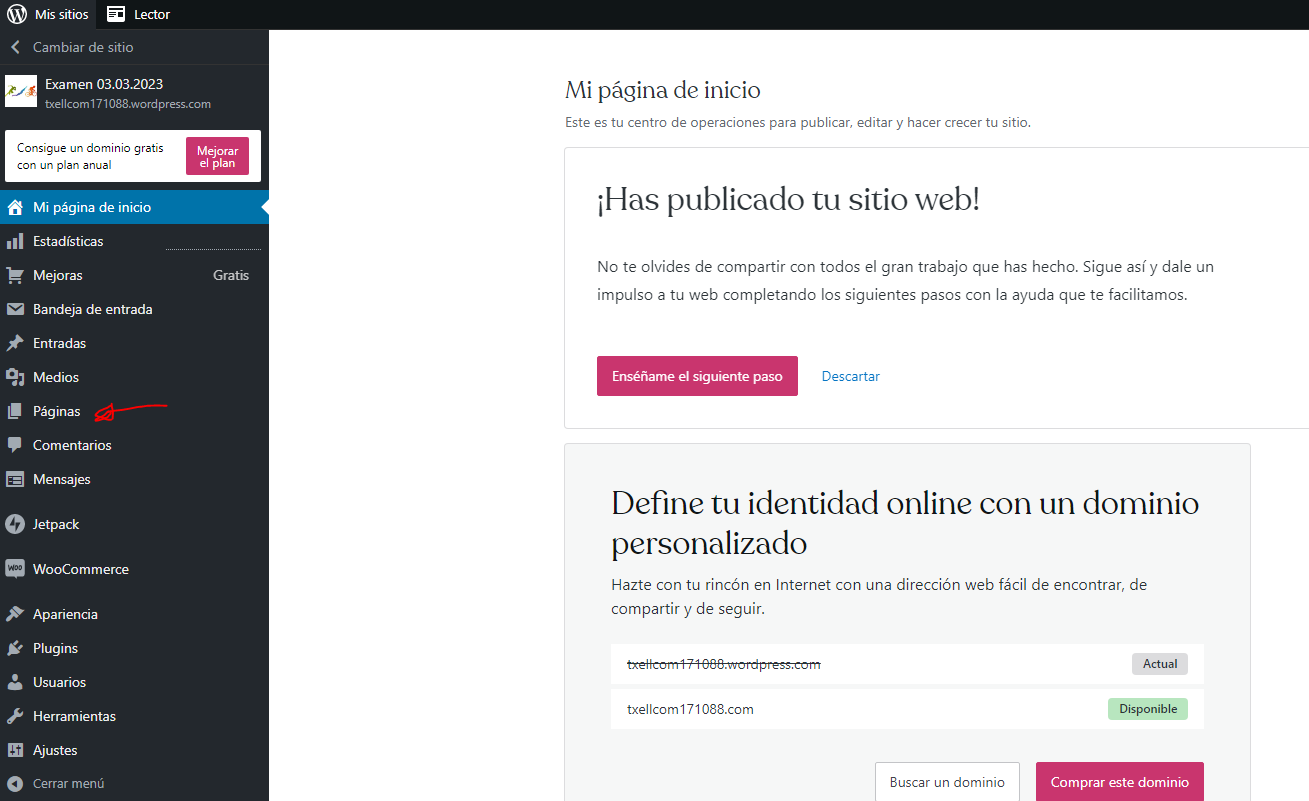 Mis sitios
Lector
Cambiar de sitio
Examen 03.03.2023
txellcom171088.wordpress.com
Consigue un dominio gratis
con un plan anual
Mejorar
el plan
Mi página de inicio
Estadísticas
Mejoras
Gratis
Bandeja de entrada
Entradas
Medios
Páginas
Comentarios
Mensajes
Jetpack
WOO
WooCommerce
Apariencia
Plugins
Usuarios
Herramientas
Ajustes
Cerrar menú
Mi página de inicio
Este es tu centro de operaciones para publicar, editar y hacer crecer tu sitio.
¡Has publicado tu sitio web!
No te olvides de compartir con todos el gran trabajo que has hecho. Sigue así y dale un
impulso a tu web completando los siguientes pasos con la ayuda que te facilitamos.
Enséñame el siguiente paso
Descartar
Define tu identidad online con un dominio
personalizado
Hazte con tu rincón en Internet con una dirección web fácil de encontrar, de
compartir y de seguir.
txellcom171088.wordpress.com
Actual
txellcom171088.com
Disponible
Buscar un dominio
Comprar este dominio